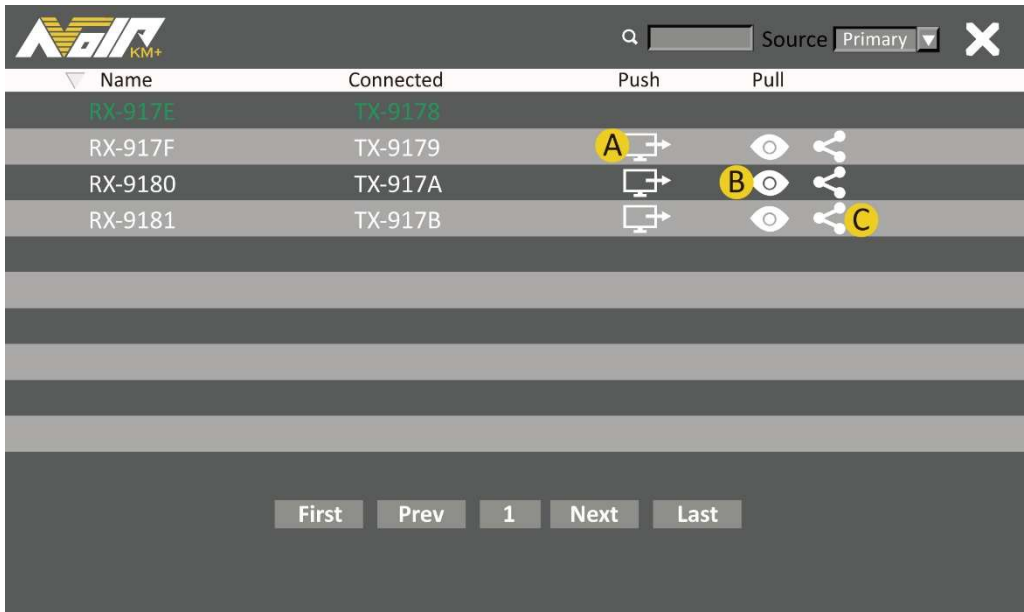 AVoIP
KM+
Source Primary
Name Connected Push Pull
RX-917E TX-9178
RX-917F TX-9179 A
RX-9180 TX-917A B
RX-9181 TX-917B C
First Prev 1 Next Last